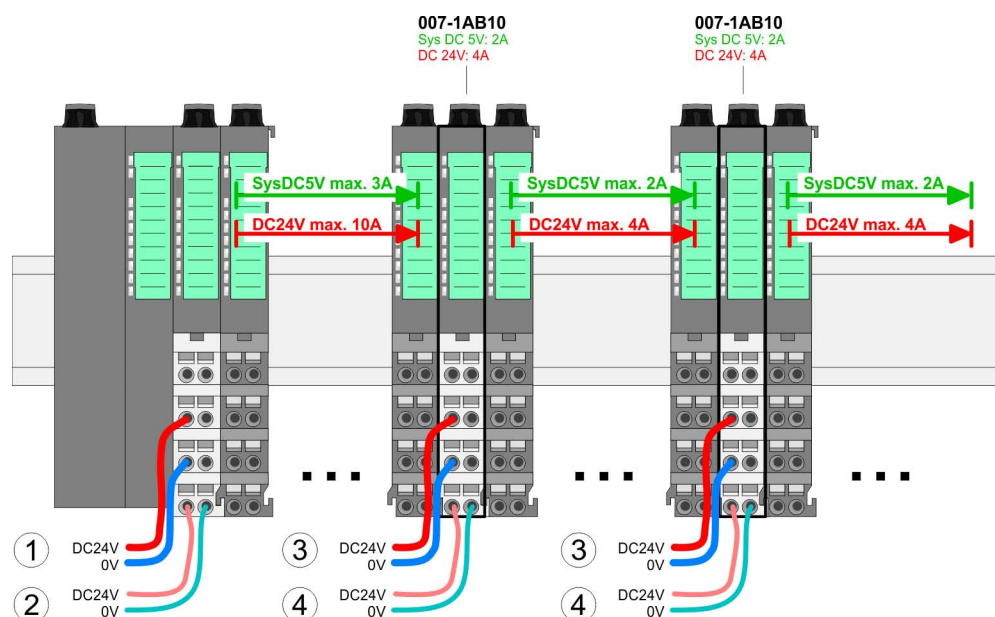 007-1AB10
Sys DC 5V: 2A
DC 24V: 4A
007-1AB10
Sys DC 5V: 2A
DC 24V: 4A
SysDC5V max. 3A
SysDC5V max. 2A
SysDC5V max. 2A
DC24V max. 10A
DC24V max. 4A
DC24V max. 4A
1
DC24V
0V
3
DC24V
0V
3
DC24V
0V
2
DC24V
0V
4
DC24V
0V
4
DC24V
0V